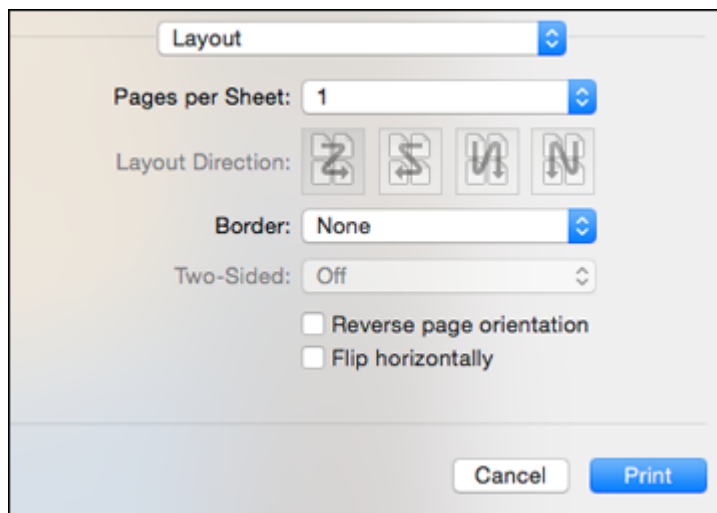 Layout
Pages per Sheet: 1
Layout Direction:
Border: None
Two-Sided: Off
Reverse page orientation
Flip horizontally
Cancel Print